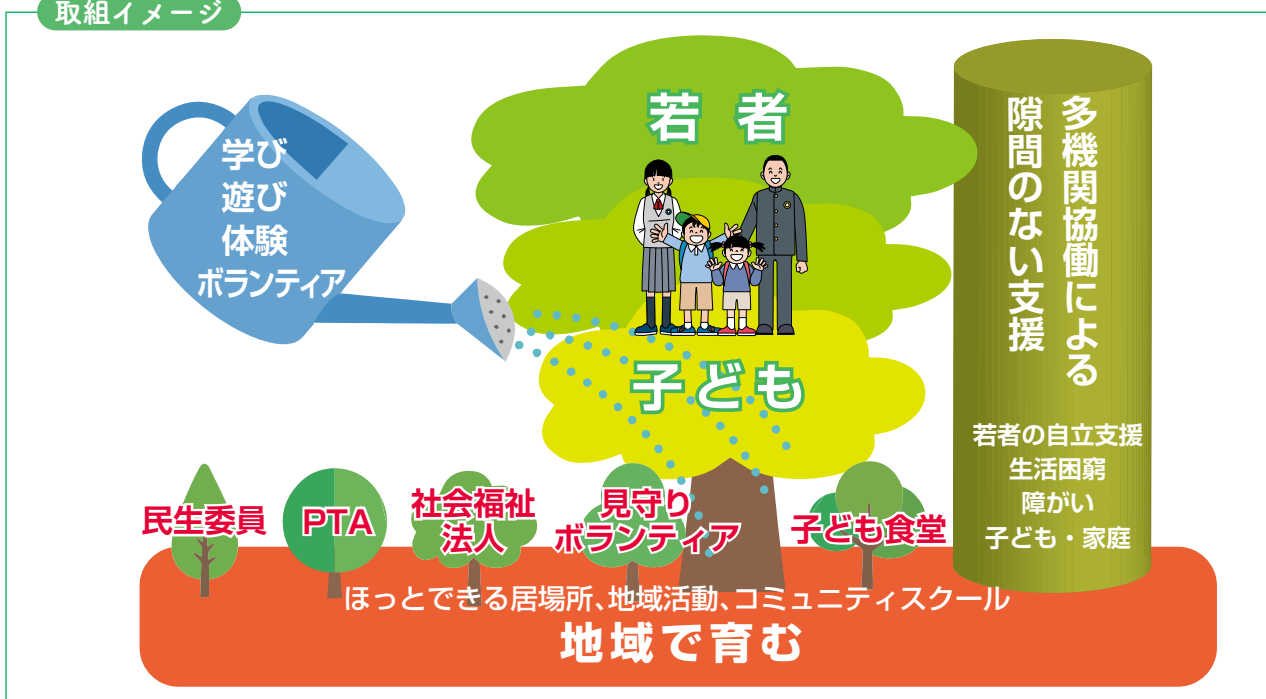 取組イメージ
学び
遊び
体験
ボランティア
若者
子ども
多機関協働による
隙間のない支援
若者の自立支援
生活困窮
障がい
子ども・家庭
民生委員
PTA
社会福祉
法人
見守り
ボランティア
子ども食堂
ほっとできる居場所、地域活動、コミュニティスクール
地域で育む